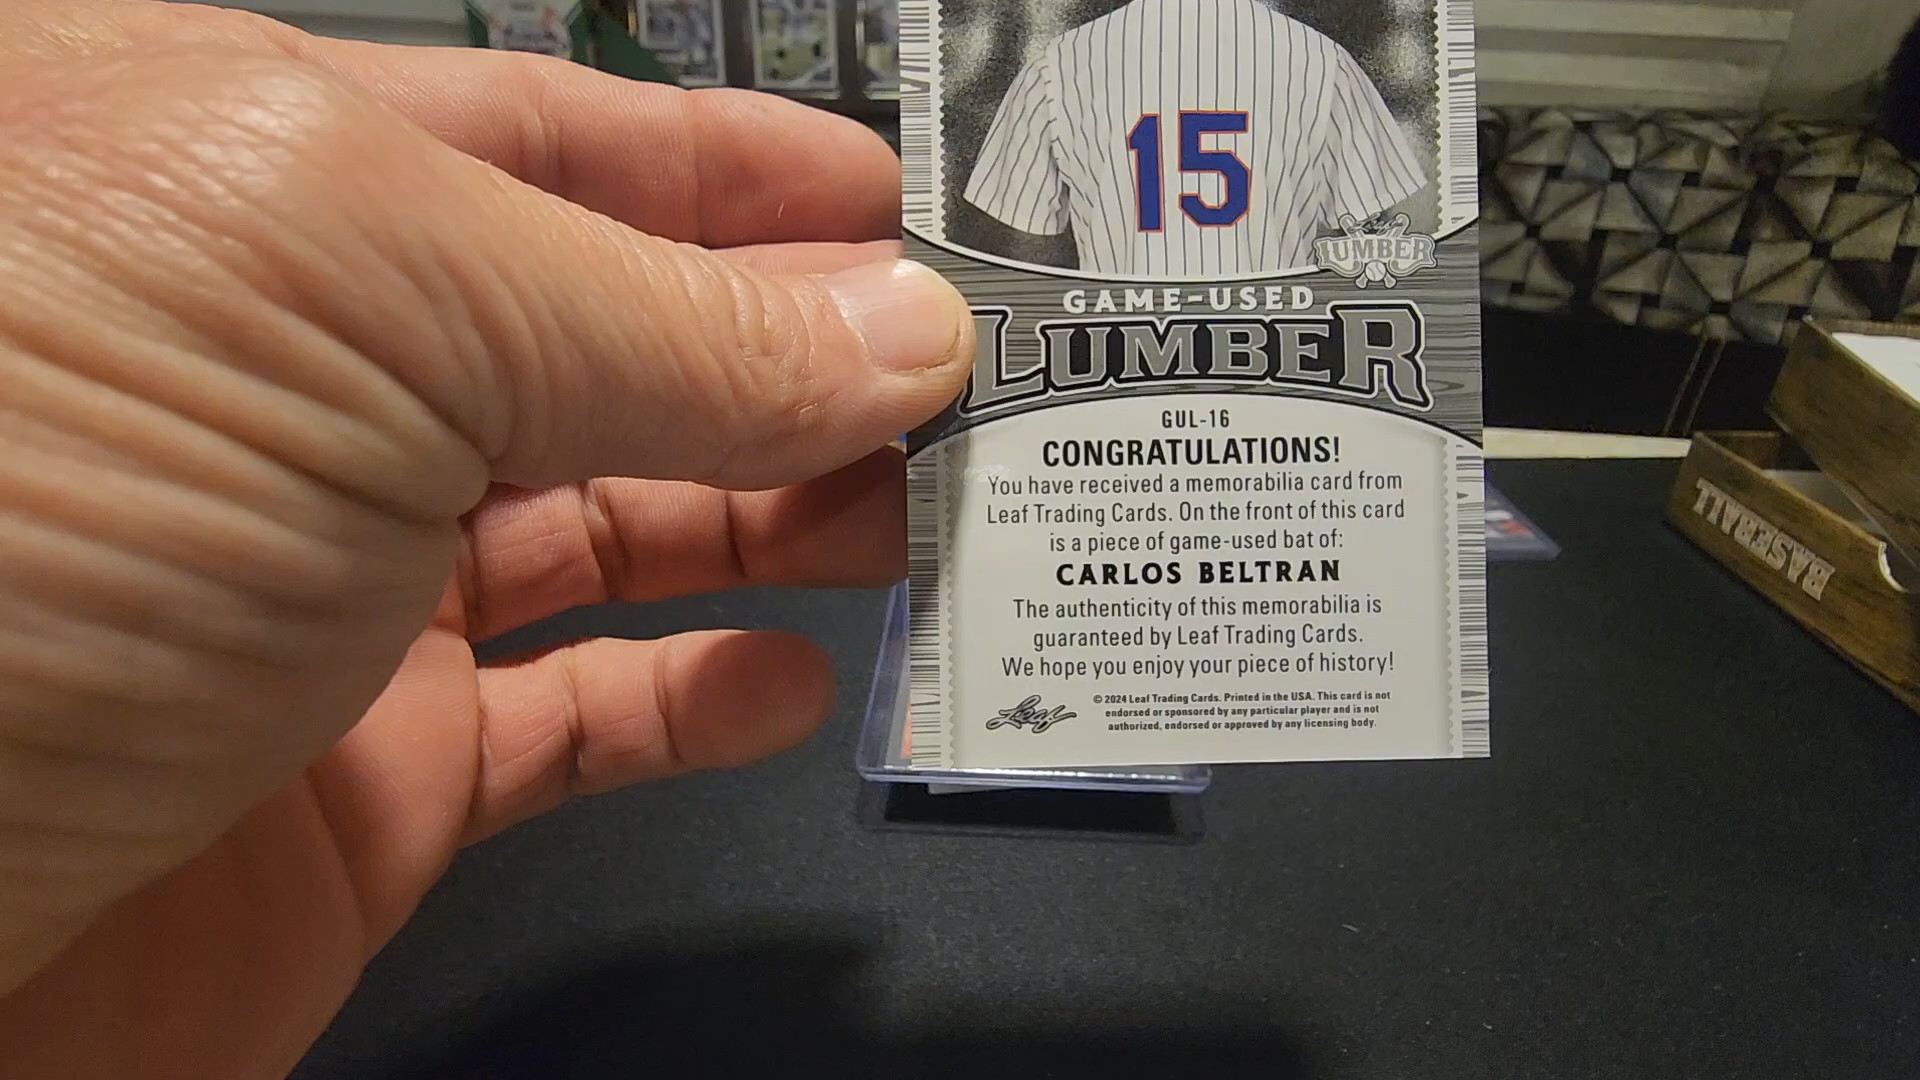 15
Leaf
LUMBER
GAME-USED
LUMBER
GUL-16
CONGRATULATIONS!
You have received a memorabilia card from
Leaf Trading Cards. On the front of this card
is a piece of game-used bat of:
CARLOS BELTRAN
The authenticity of this memorabilia is
guaranteed by Leaf Trading Cards.
We hope you enjoy your piece of history!
Leaf
© 2024 Leaf Trading Cards. Printed in the USA. This card is not
endorsed or sponsored by any particular player and is not
authorized, endorsed or approved by any licensing body.
BASEBALL